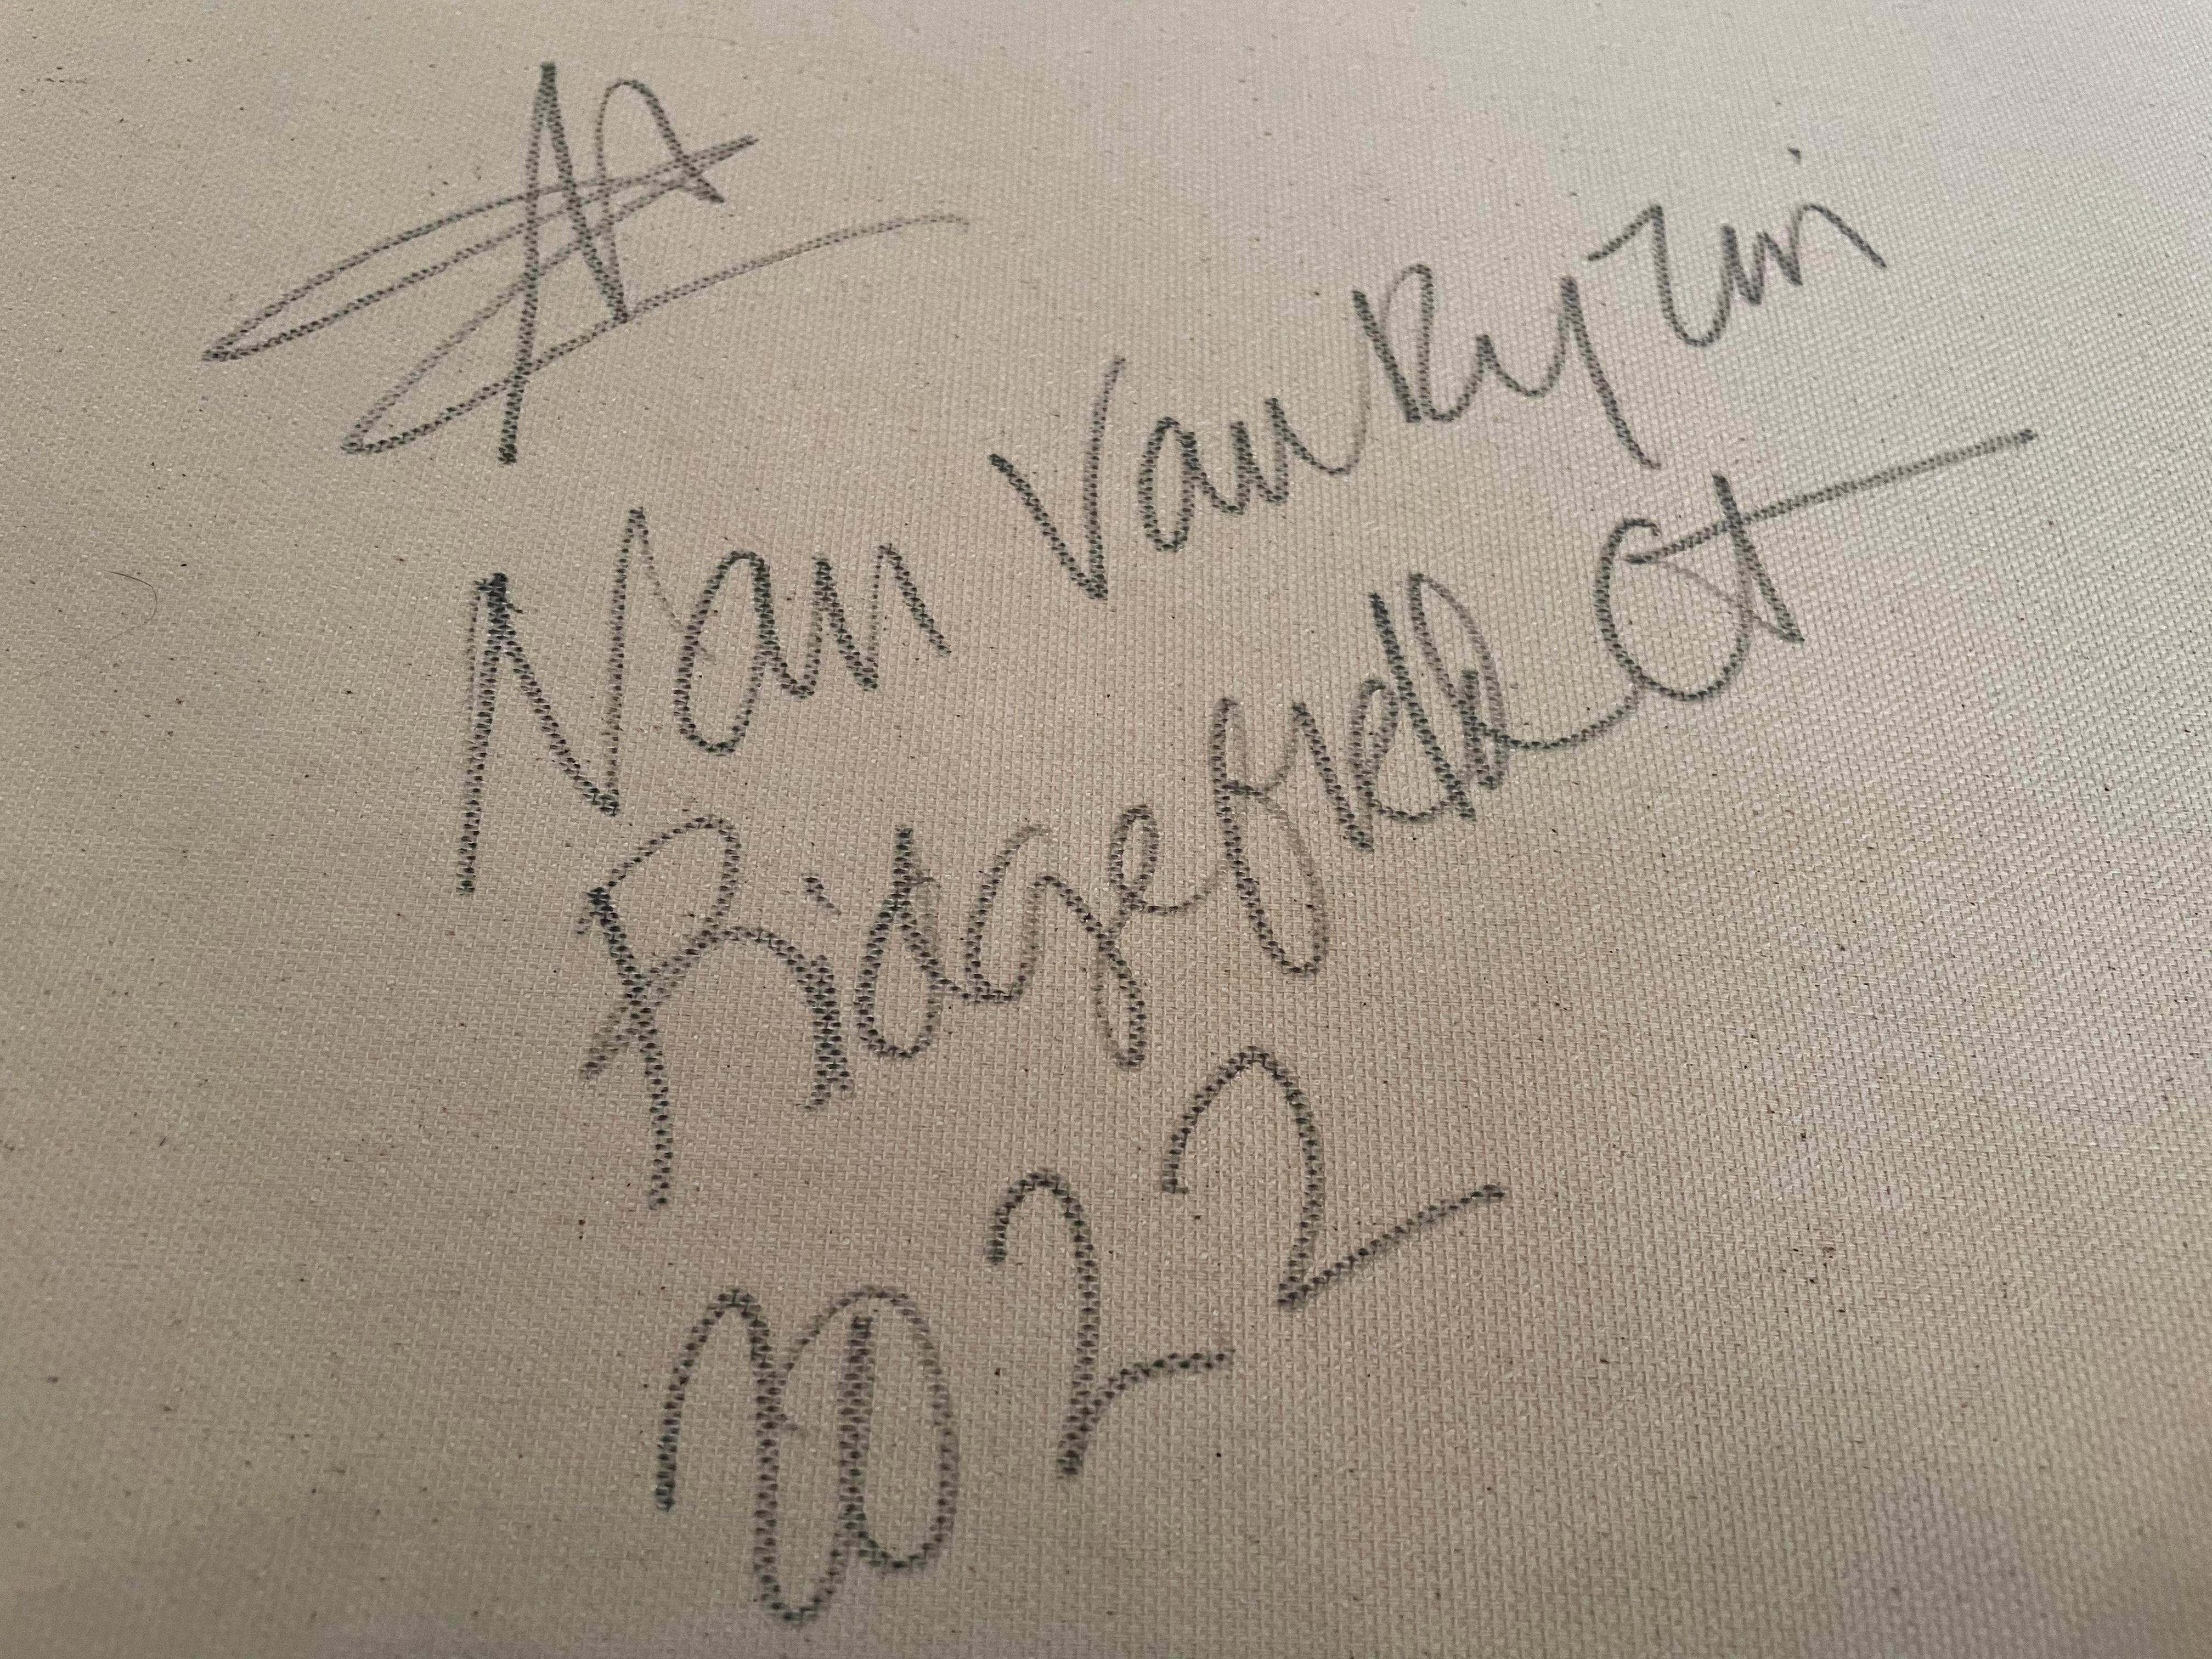 Nan Van Ryzin
Ridgefield Ct
2022